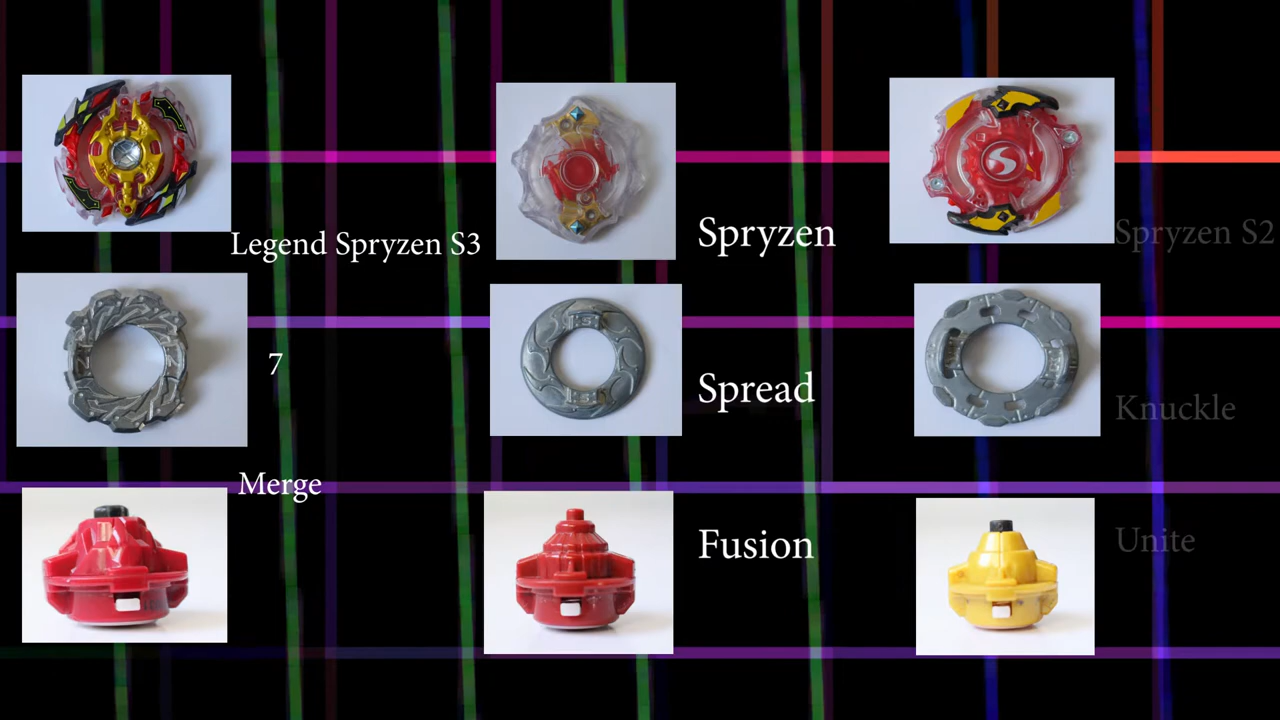 Legend Spryzen S3
Spryzen
Spryzen S2
7
Spread
Knuckle
Merge
Fusion
Unite
S
S
S